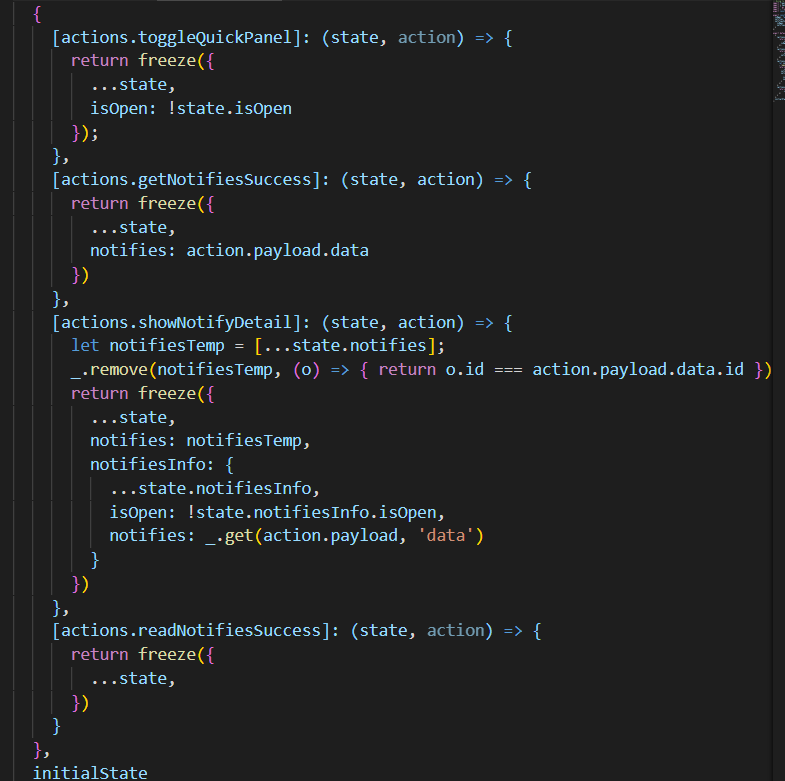 {
[actions.toggleQuickPanel]: (state, action) => {
return freeze({
...state,
isOpen: !state.isOpen
});
},
[actions.getNotifiesSuccess]: (state, action) => {
return freeze({
...state,
notifies: action.payload.data
})
},
[actions.showNotifyDetail]: (state, action) => {
let notifiesTemp = [...state.notifies];
_.remove(notifiesTemp, (o) => { return o.id === action.payload.data.id })
return freeze({
...state,
notifies: notifiesTemp,
notifiesInfo: {
...state.notifiesInfo,
isOpen: !state.notifiesInfo.isOpen,
notifies: _.get(action.payload, 'data')
}
})
},
[actions.readNotifiesSuccess]: (state, action) => {
return freeze({
...state,
})
}
},
initialState